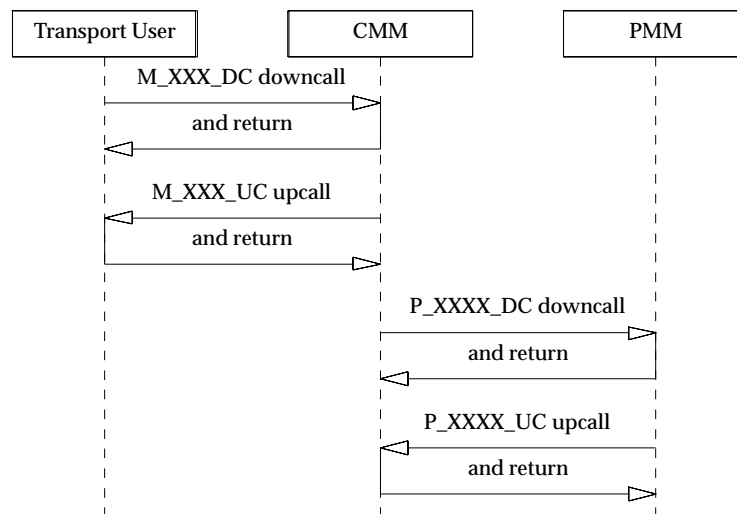 Transport User
CMM
PMM
M_XXX_DC downcall
and return
M_XXX_UC upcall
and return
P_XXXX_DC downcall
and return
P_XXXX_UC upcall
and return